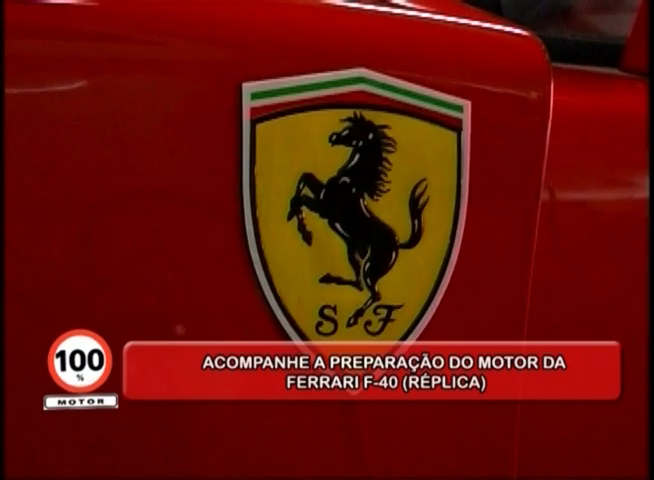 S F
100
%
MOTOR
ACOMPANHE A PREPARAÇÃO DO MOTOR DA
FERRARI F-40 (RÉPLICA)